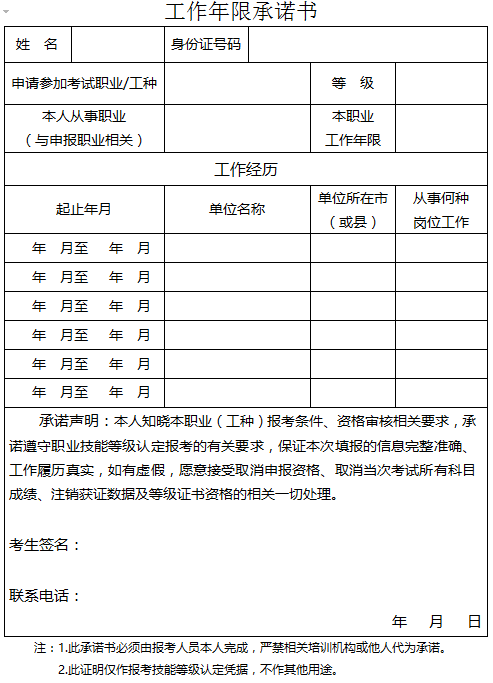 工作年限承诺书
姓 名 身份证号码
申请参加考试职业/工种 等 级
本人从事职业
（与申报职业相关）
本职业
工作年限
工作经历
起止年月 单位名称
单位所在市
（或县）
从事何种
岗位工作
年 月至 年 月
年 月至 年 月
年 月至 年 月
年 月至 年 月
年 月至 年 月
年 月至 年 月
承诺声明：本人知晓本职业（工种）报考条件、资格审核相关要求，承
诺遵守职业技能等级认定报考的有关要求，保证本次填报的信息完整准确、
工作履历真实，如有虚假，愿意接受取消申报资格、取消当次考试所有科目
成绩、注销获证数据及等级证书资格的相关一切处理。
考生签名：
联系电话：
年 月 日
注：1.此承诺书必须由报考人员本人完成，严禁相关培训机构或他人代为承诺。
2.此证明仅作报考技能等级认定凭据，不作其他用途。